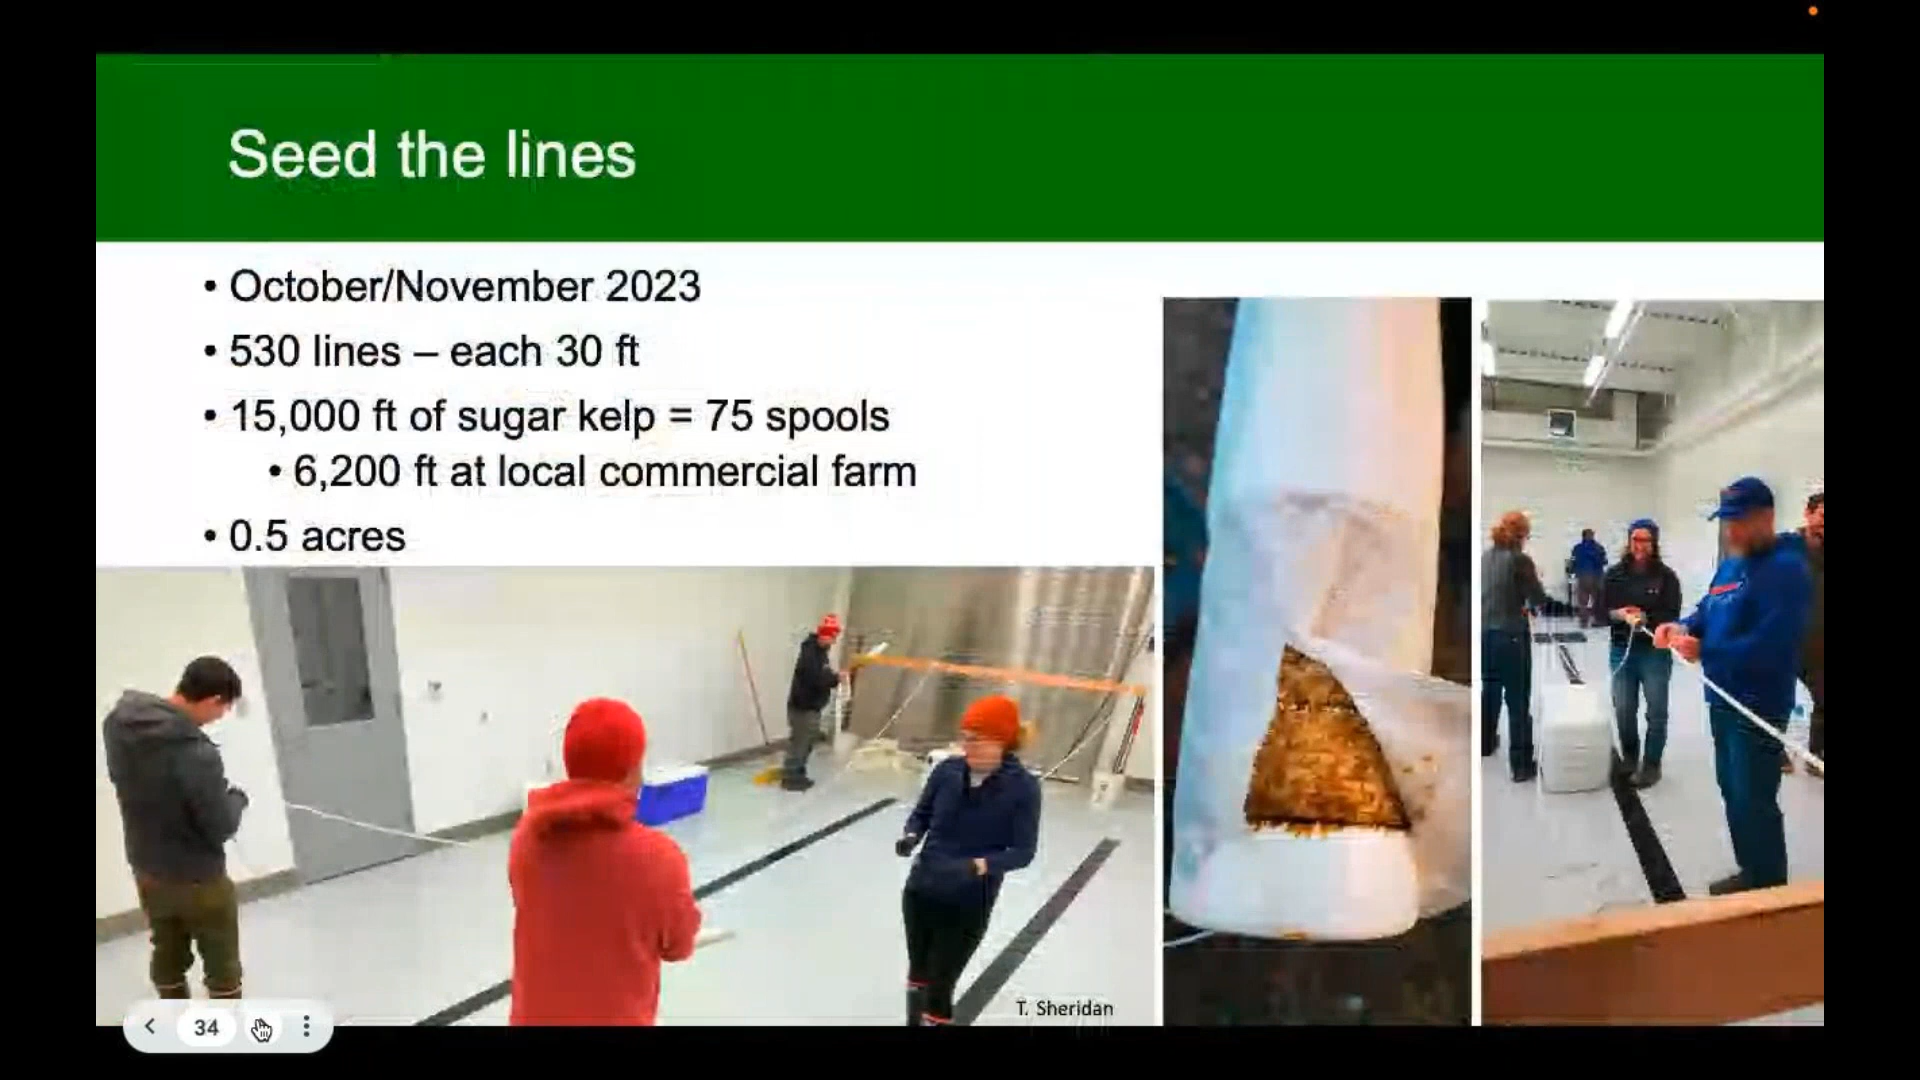 Seed the lines
• October/November 2023
• 530 lines – each 30 ft
• 15,000 ft of sugar kelp = 75 spools
• 6,200 ft at local commercial farm
• 0.5 acres
T. Sheridan
34